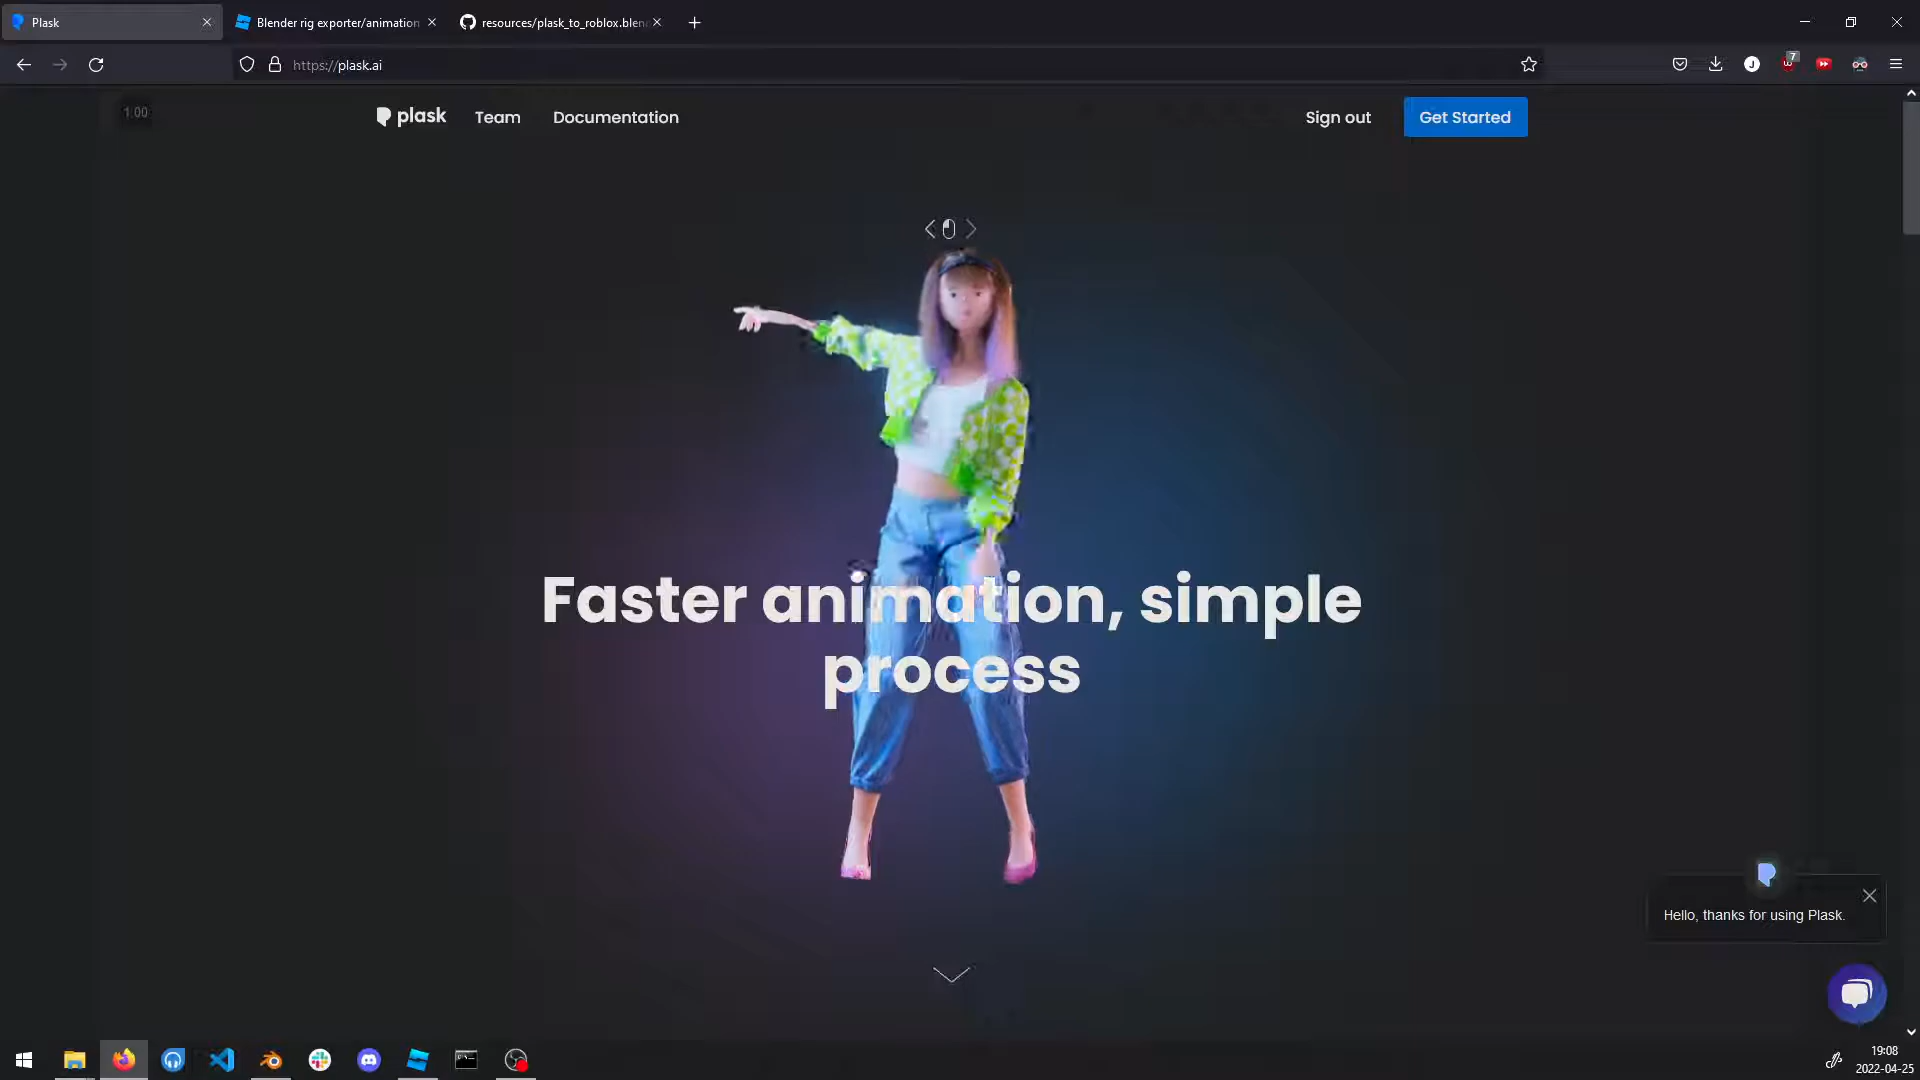 Plask
Blender rig exporter/animation
resources/plask_to_roblox.blen
https://plask.ai
J
7
1:00
plask
Team
Documentation
Sign out
Get Started
Faster animation, simple
process
Hello, thanks for using Plask.
19:08
2022-04-25